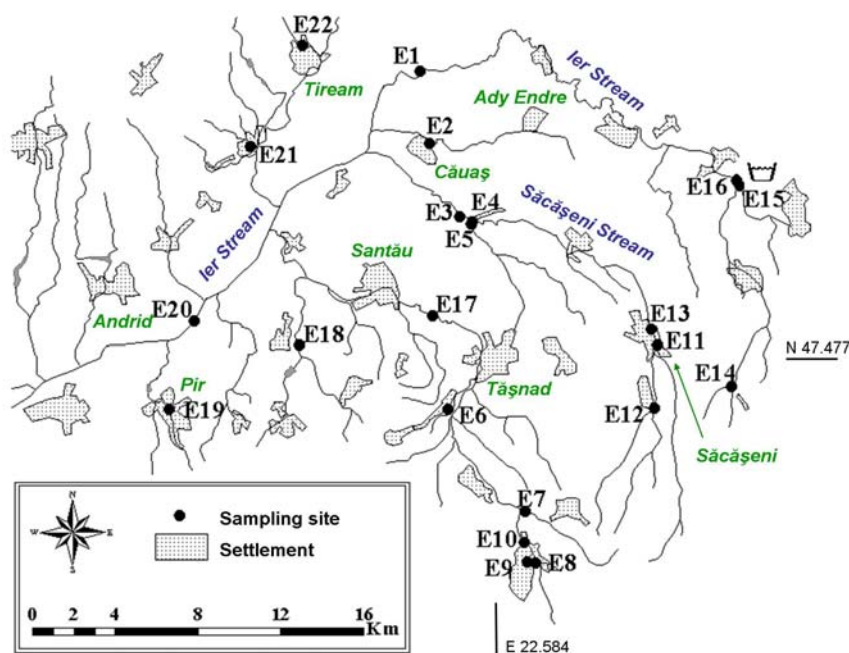 E22
Tiream
E1
Ier Stream
Ady Endre
E2
E21
Căuaş
E16
E15
E3
E4
E5
Săcăşeni Stream
Ier Stream
Santău
E17
E13
E11
E20
Andrid
E18
N 47.477
E14
Tăşnad
Pir
E19
E6
E12
Săcăşeni
E7
E10
E9
E8
N
W
E
S
Sampling site
Settlement
0 2 4 8 12 16
Km
E 22.584